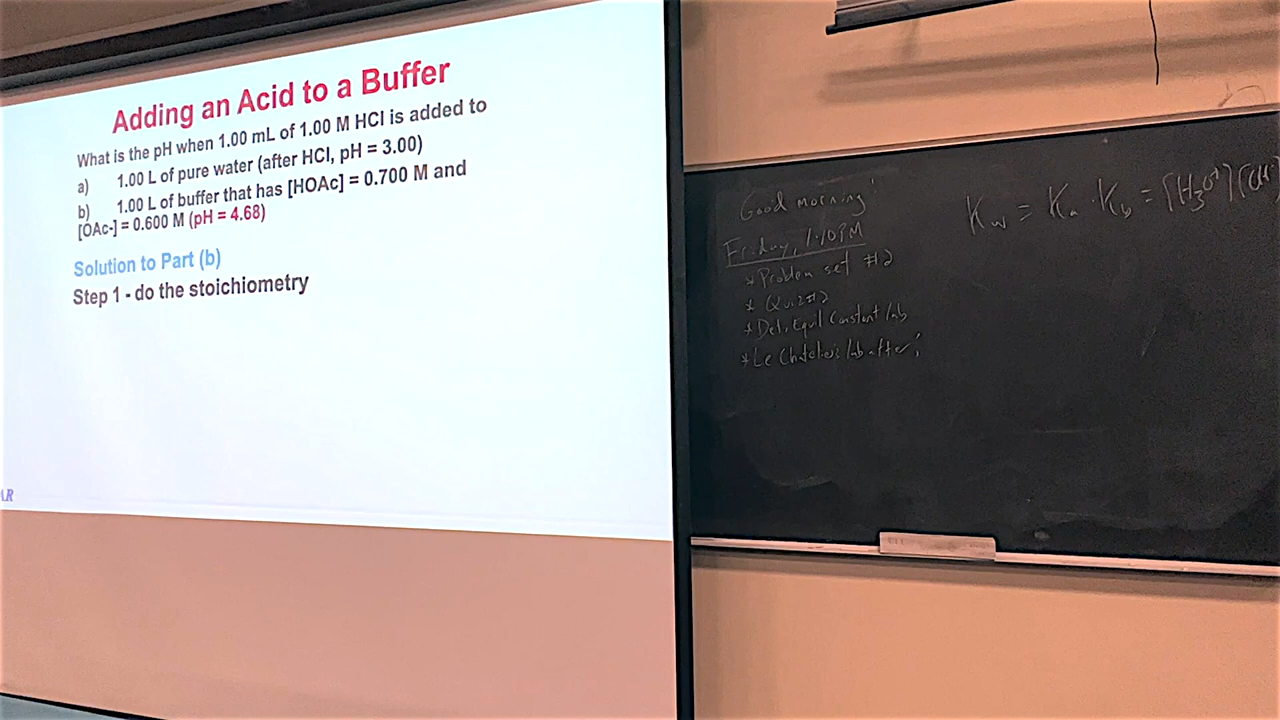 Adding an Acid to a Buffer
What is the pH when 1.00 mL of 1.00 M HCl is added to
a) 1.00 L of pure water (after HCl, pH = 3.00)
b) 1.00 L of buffer that has [HOAc] = 0.700 M and
[OAc-] = 0.600 M (pH = 4.68)
Solution to Part (b)
Step 1 - do the stoichiometry
Good morning!
Friday, 1:10PM
* Problem set #2
* Quiz #2
* Det. Equil Constant lab
* Le Chatelier's lab after;
Kw = Ka · Kb = [H3O+][OH